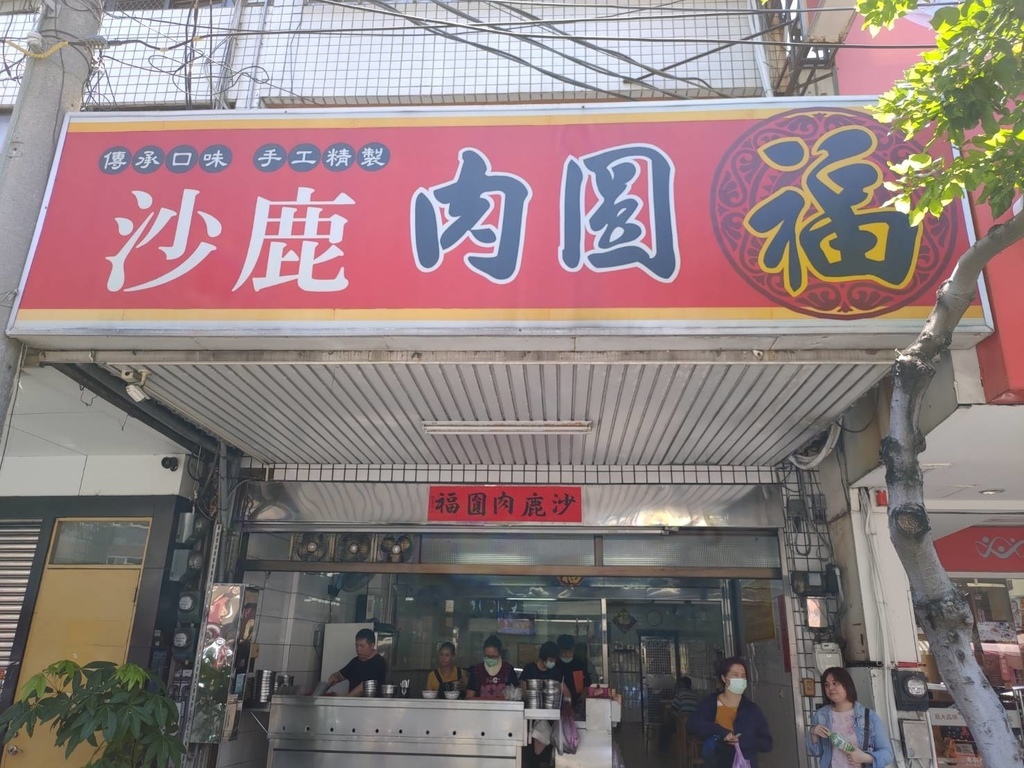 傳承口味 手工精製
沙鹿 肉圓 福
福圓肉鹿沙